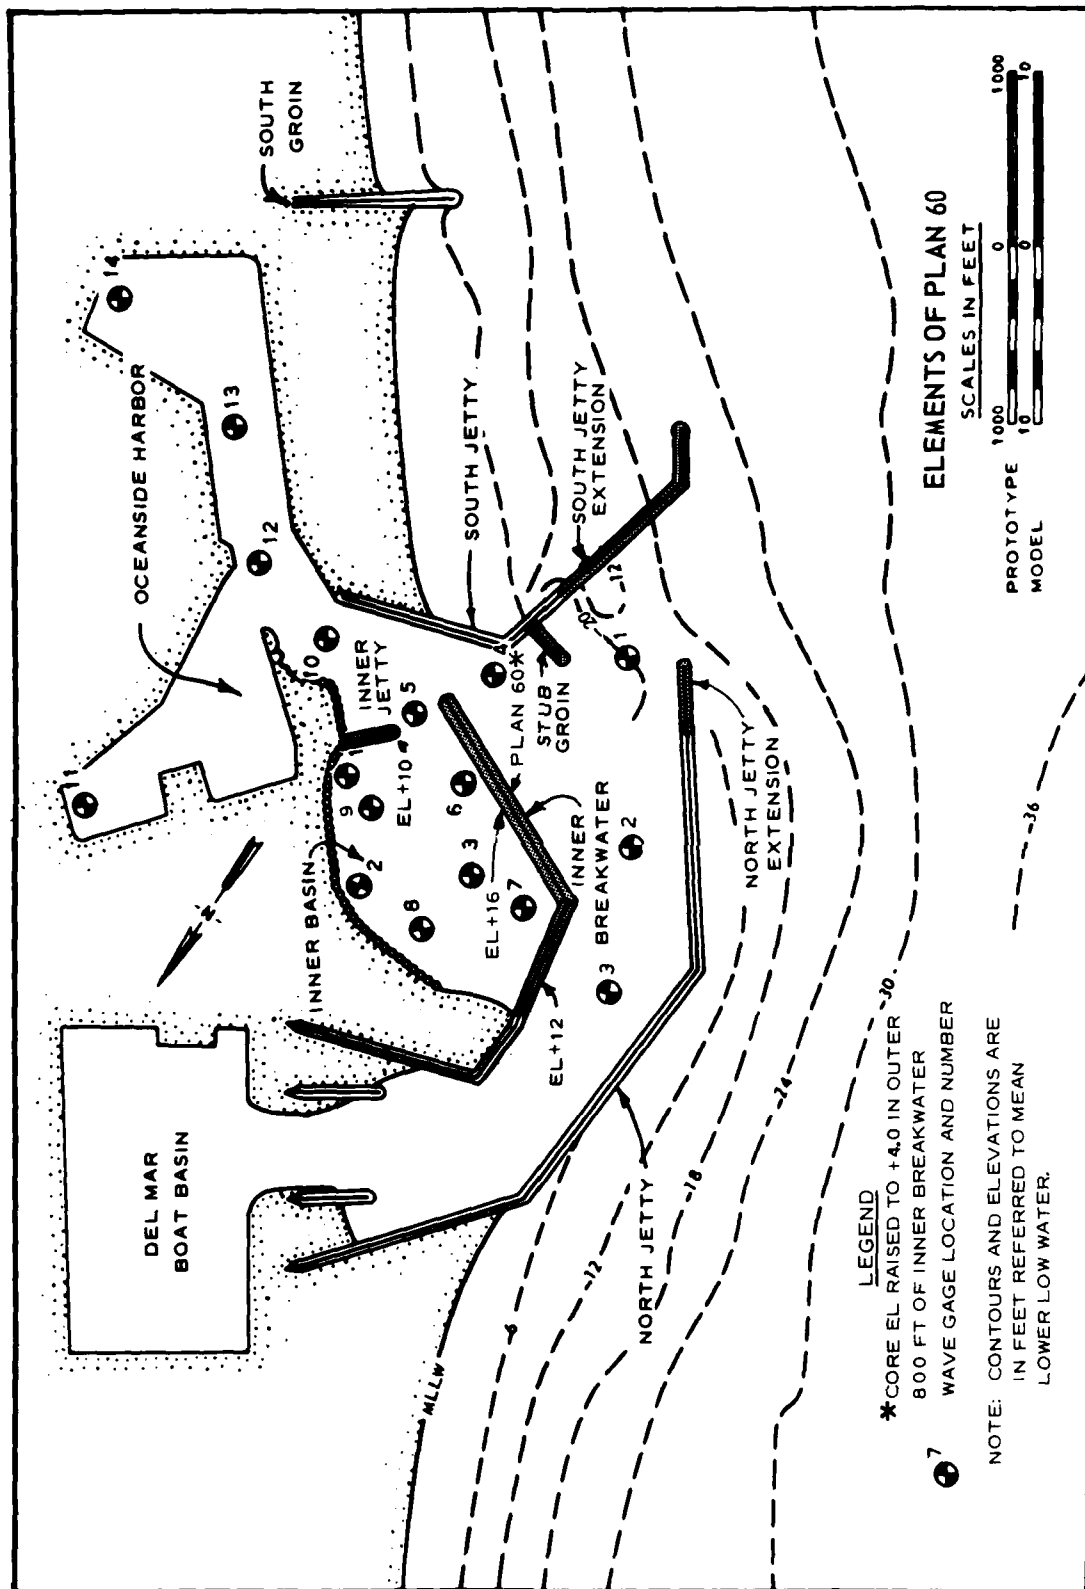 SOUTH
GROIN
14
OCEANSIDE HARBOR
13
12
11
10
INNER
JETTY
SOUTH JETTY
SOUTH JETTY
EXTENSION
1
9
5
EL+10
4
PLAN 60*
STUB
GROIN
20
-12
1
N
INNER BASIN
2
6
3
8
7
EL+16
INNER
BREAKWATER
2
3
EL+12
NORTH JETTY
EXTENSION
DEL MAR
BOAT BASIN
NORTH JETTY
MLLW
-6
-12
-18
-24
-30
-36
ELEMENTS OF PLAN 60
SCALES IN FEET
PROTOTYPE 1000 0 1000
MODEL 10 0 10
LEGEND
*CORE EL RAISED TO +4.0 IN OUTER
800 FT OF INNER BREAKWATER
7 WAVE GAGE LOCATION AND NUMBER
NOTE: CONTOURS AND ELEVATIONS ARE
IN FEET REFERRED TO MEAN
LOWER LOW WATER.